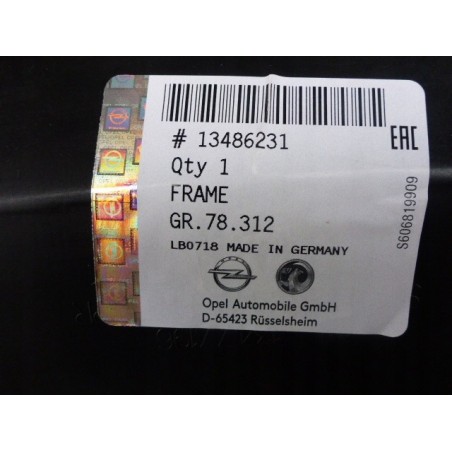 # 13486231
Qty 1
FRAME
GR.78.312
LB0718 MADE IN GERMANY
Opel Automobile GmbH
D-65423 Rüsselsheim
EAC
S606819909